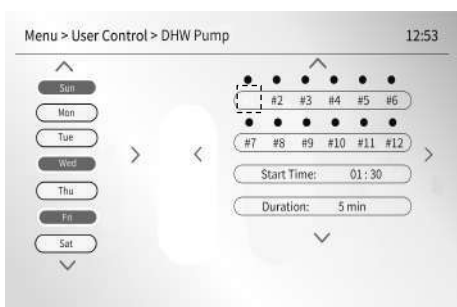 Menu > User Control > DHW Pump 12:53
Sun
Mon
Tue
Wed
Thu
Fri
Sat
#2 #3 #4 #5 #6
#7 #8 #9 #10 #11 #12
Start Time: 01 : 30
Duration: 5 min